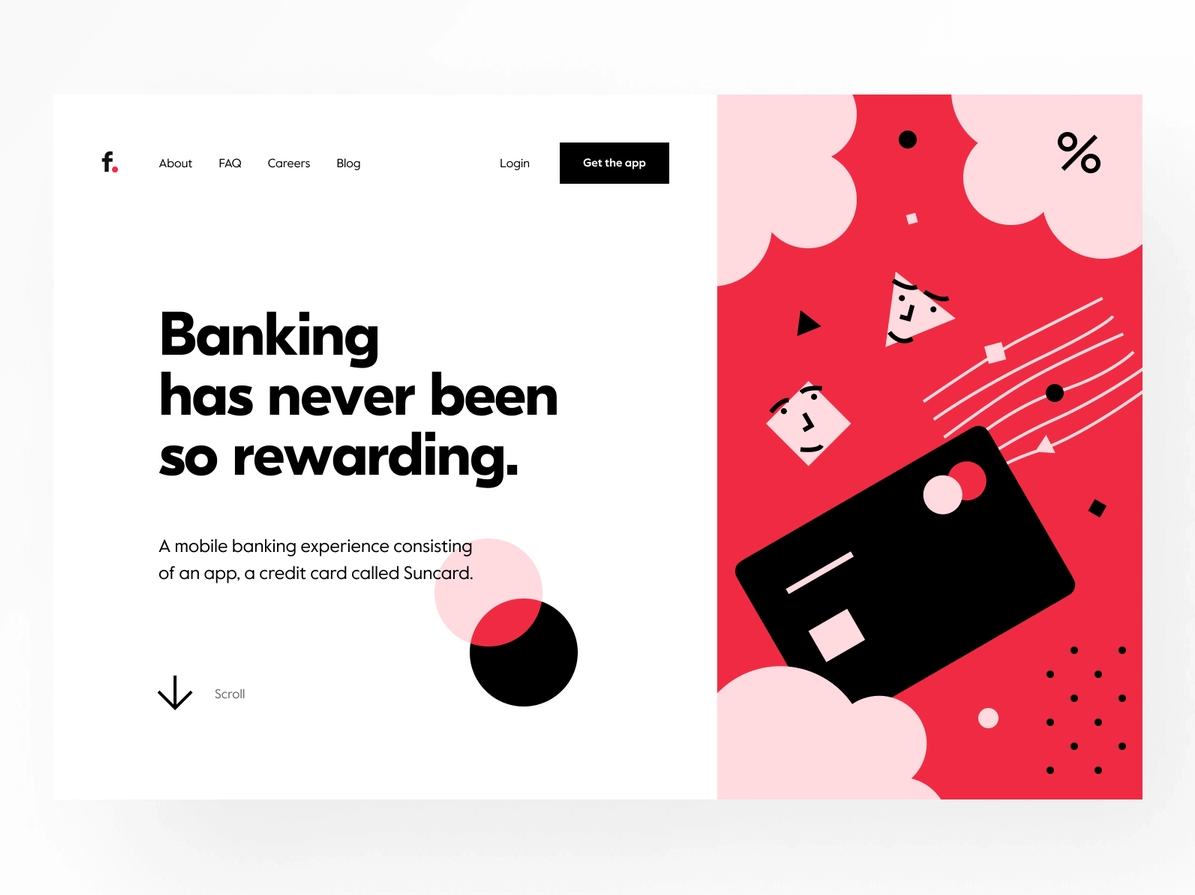 f.
About
FAQ
Careers
Blog
Login
Get the app
%
Banking
has never been
so rewarding.
A mobile banking experience consisting
of an app, a credit card called Suncard.
Scroll